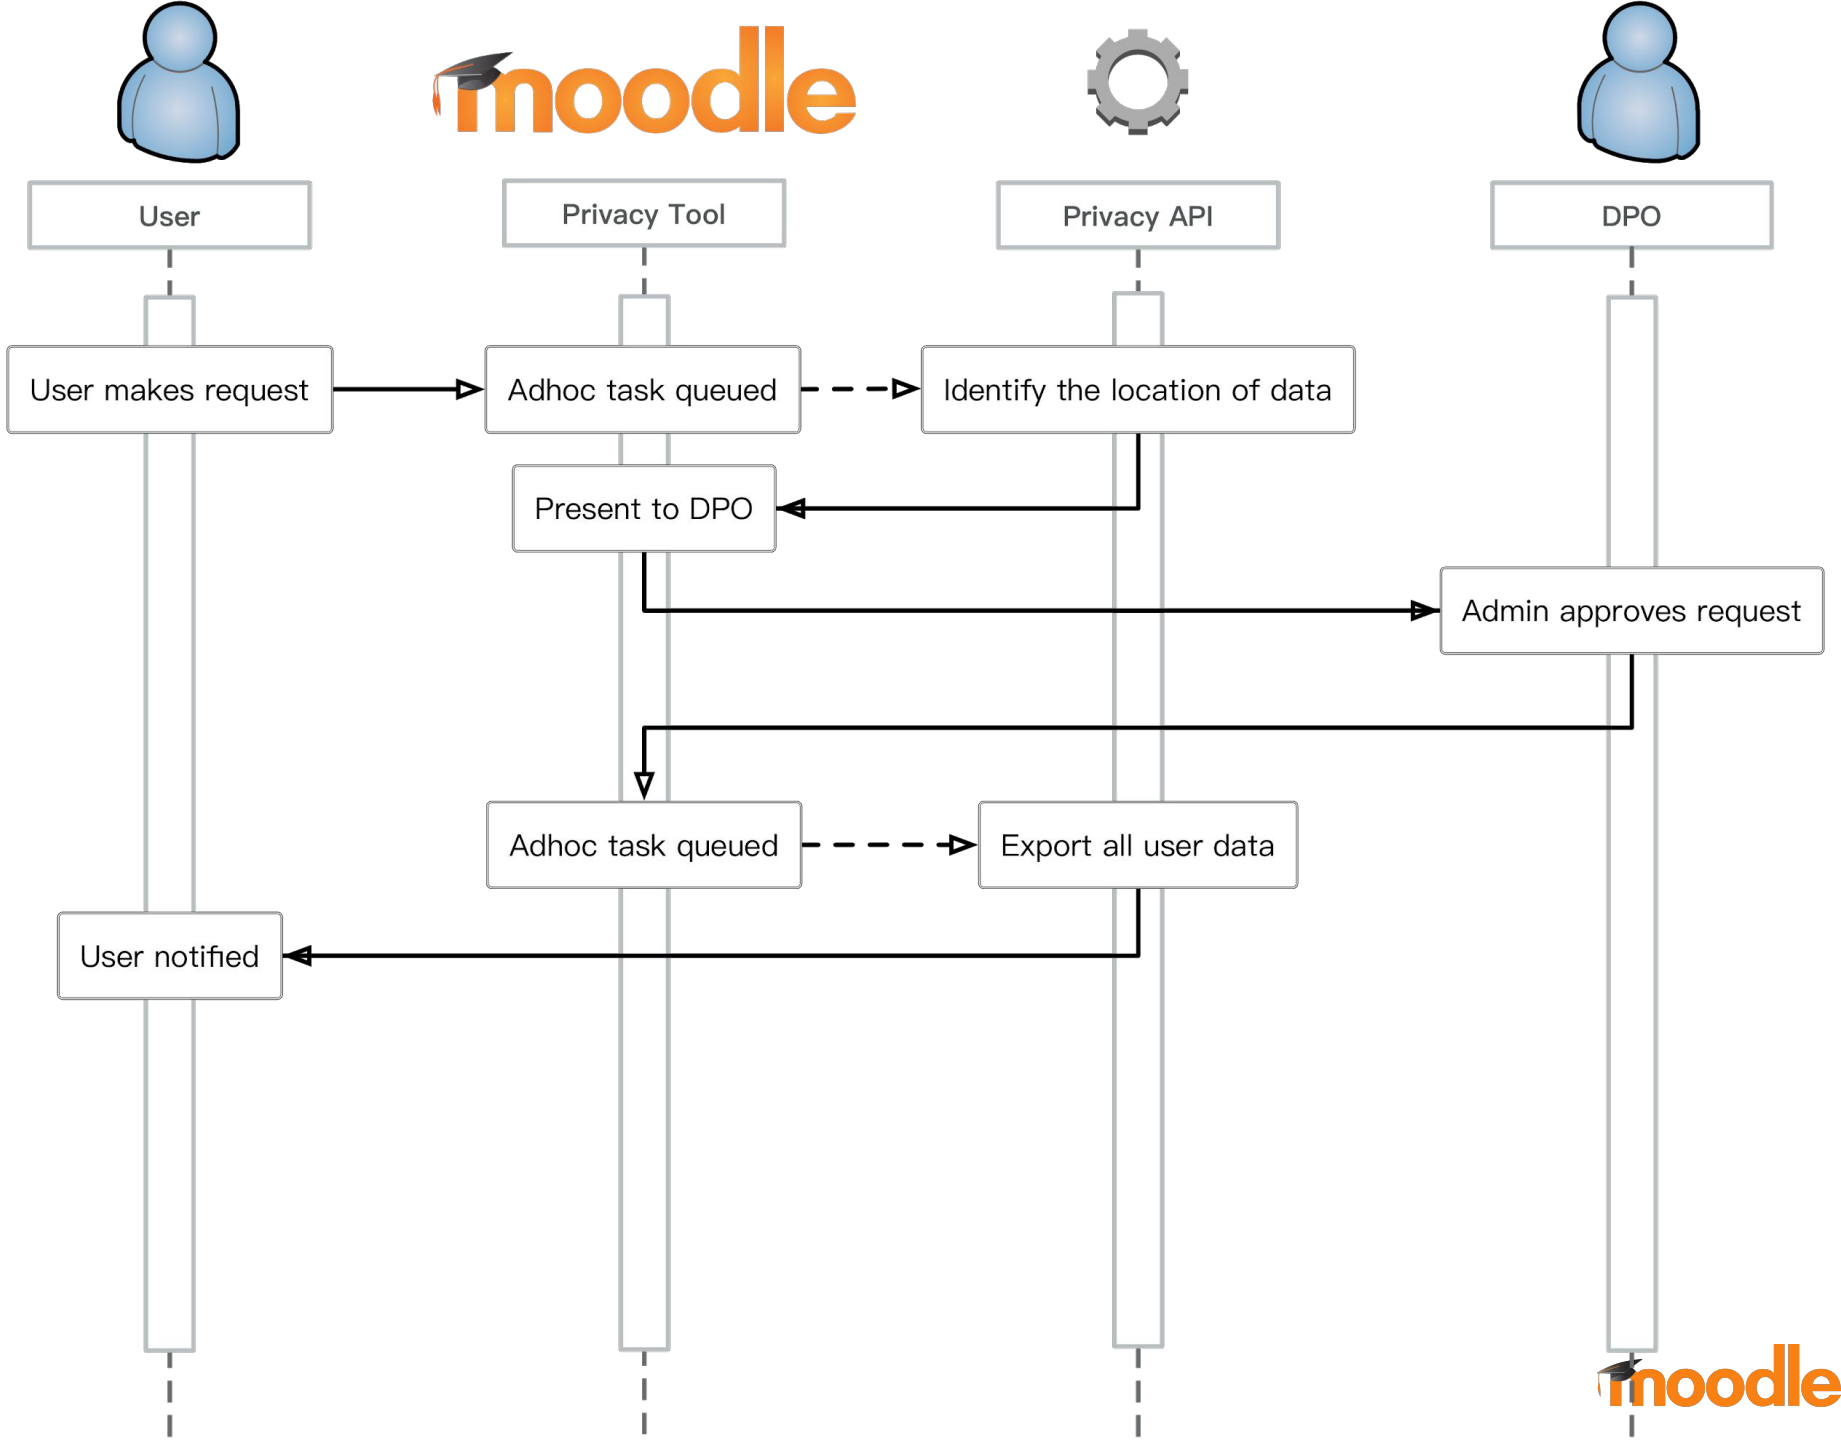 moodle
User
Privacy Tool
Privacy API
DPO
User makes request
Adhoc task queued
Identify the location of data
Present to DPO
Admin approves request
Adhoc task queued
Export all user data
User notified
moodle